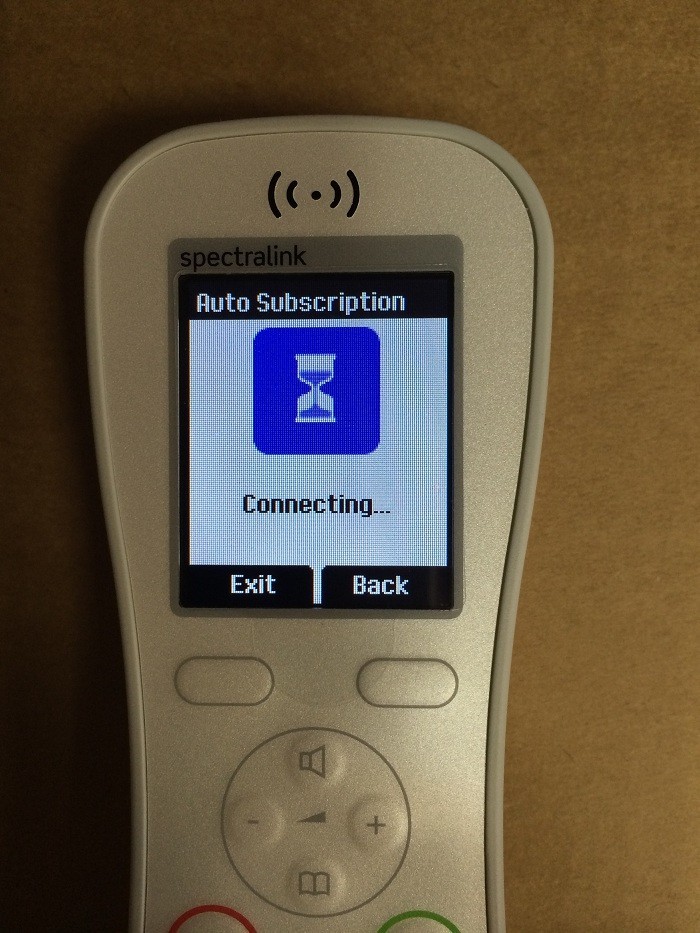 spectralink
Auto Subscription
Connecting...
Exit Back
- +